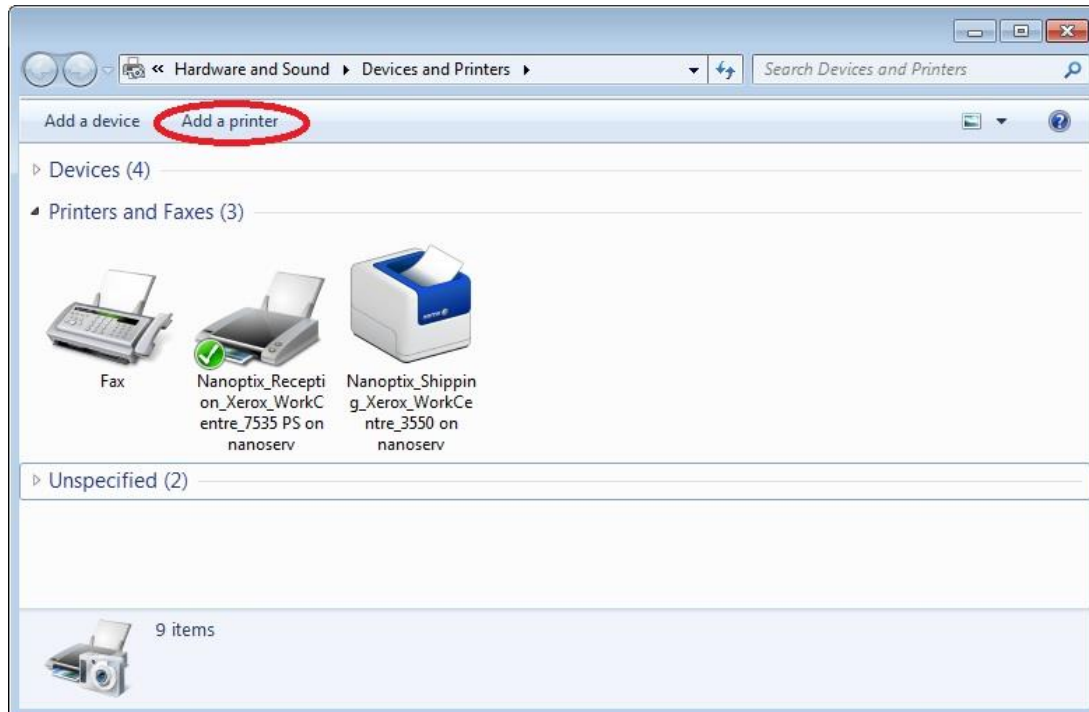 « Hardware and Sound ▸ Devices and Printers ▸ Search Devices and Printers
Add a device Add a printer
Devices (4)
Printers and Faxes (3)
Fax
Nanoptix_Recepti
on_Xerox_WorkC
entre_7535 PS on
nanoserv
Nanoptix_Shippin
g_Xerox_WorkCe
ntre_3550 on
nanoserv
Unspecified (2)
9 items